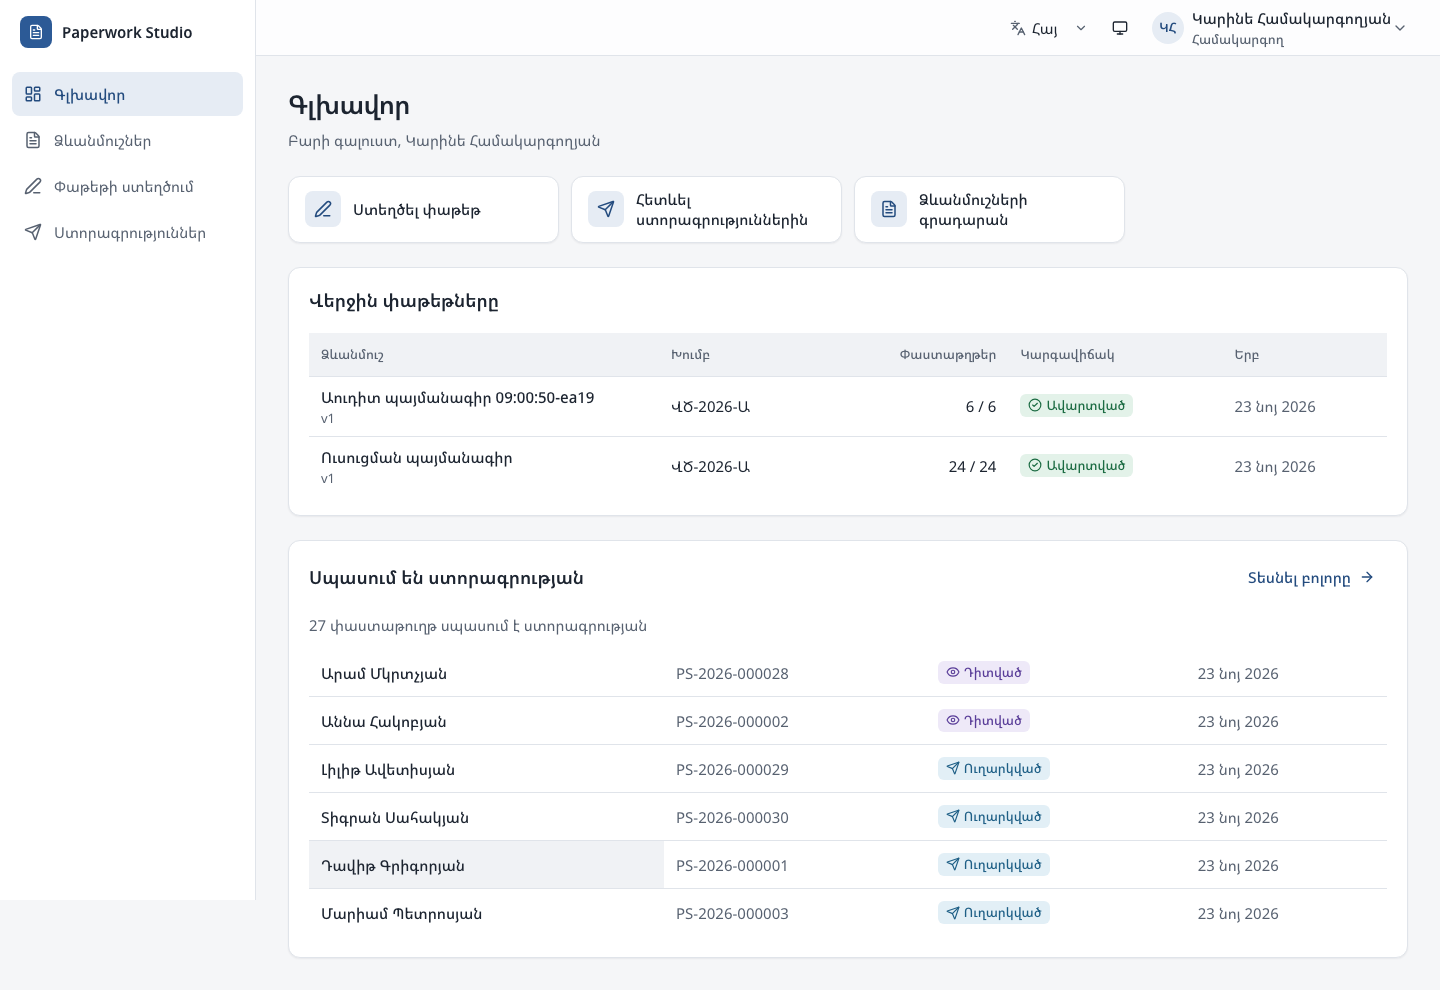 Paperwork Studio
Հայ
ԿՀ
Կարինե Համակարգողյան
Համակարգող
Գլխավոր
Ձևանմուշներ
Փաթեթի ստեղծում
Ստորագրություններ
Գլխավոր
Բարի գալուստ, Կարինե Համակարգողյան
Ստեղծել փաթեթ
Հետևել
ստորագրություններին
Ձևանմուշների
գրադարան
Վերջին փաթեթները
Ձևանմուշ Խումբ Փաստաթղթեր Կարգավիճակ Երբ
Աուդիտ պայմանագիր 09:00:50-ea19 ՎԾ-2026-Ա 6 / 6 Ավարտված 23 նոյ 2026
v1
Ուսուցման պայմանագիր ՎԾ-2026-Ա 24 / 24 Ավարտված 23 նոյ 2026
v1
Սպասում են ստորագրության Տեսնել բոլորը
27 փաստաթուղթ սպասում է ստորագրության
Արամ Մկրտչյան PS-2026-000028 Դիտված 23 նոյ 2026
Աննա Հակոբյան PS-2026-000002 Դիտված 23 նոյ 2026
Լիլիթ Ավետիսյան PS-2026-000029 Ուղարկված 23 նոյ 2026
Տիգրան Սահակյան PS-2026-000030 Ուղարկված 23 նոյ 2026
Դավիթ Գրիգորյան PS-2026-000001 Ուղարկված 23 նոյ 2026
Մարիամ Պետրոսյան PS-2026-000003 Ուղարկված 23 նոյ 2026